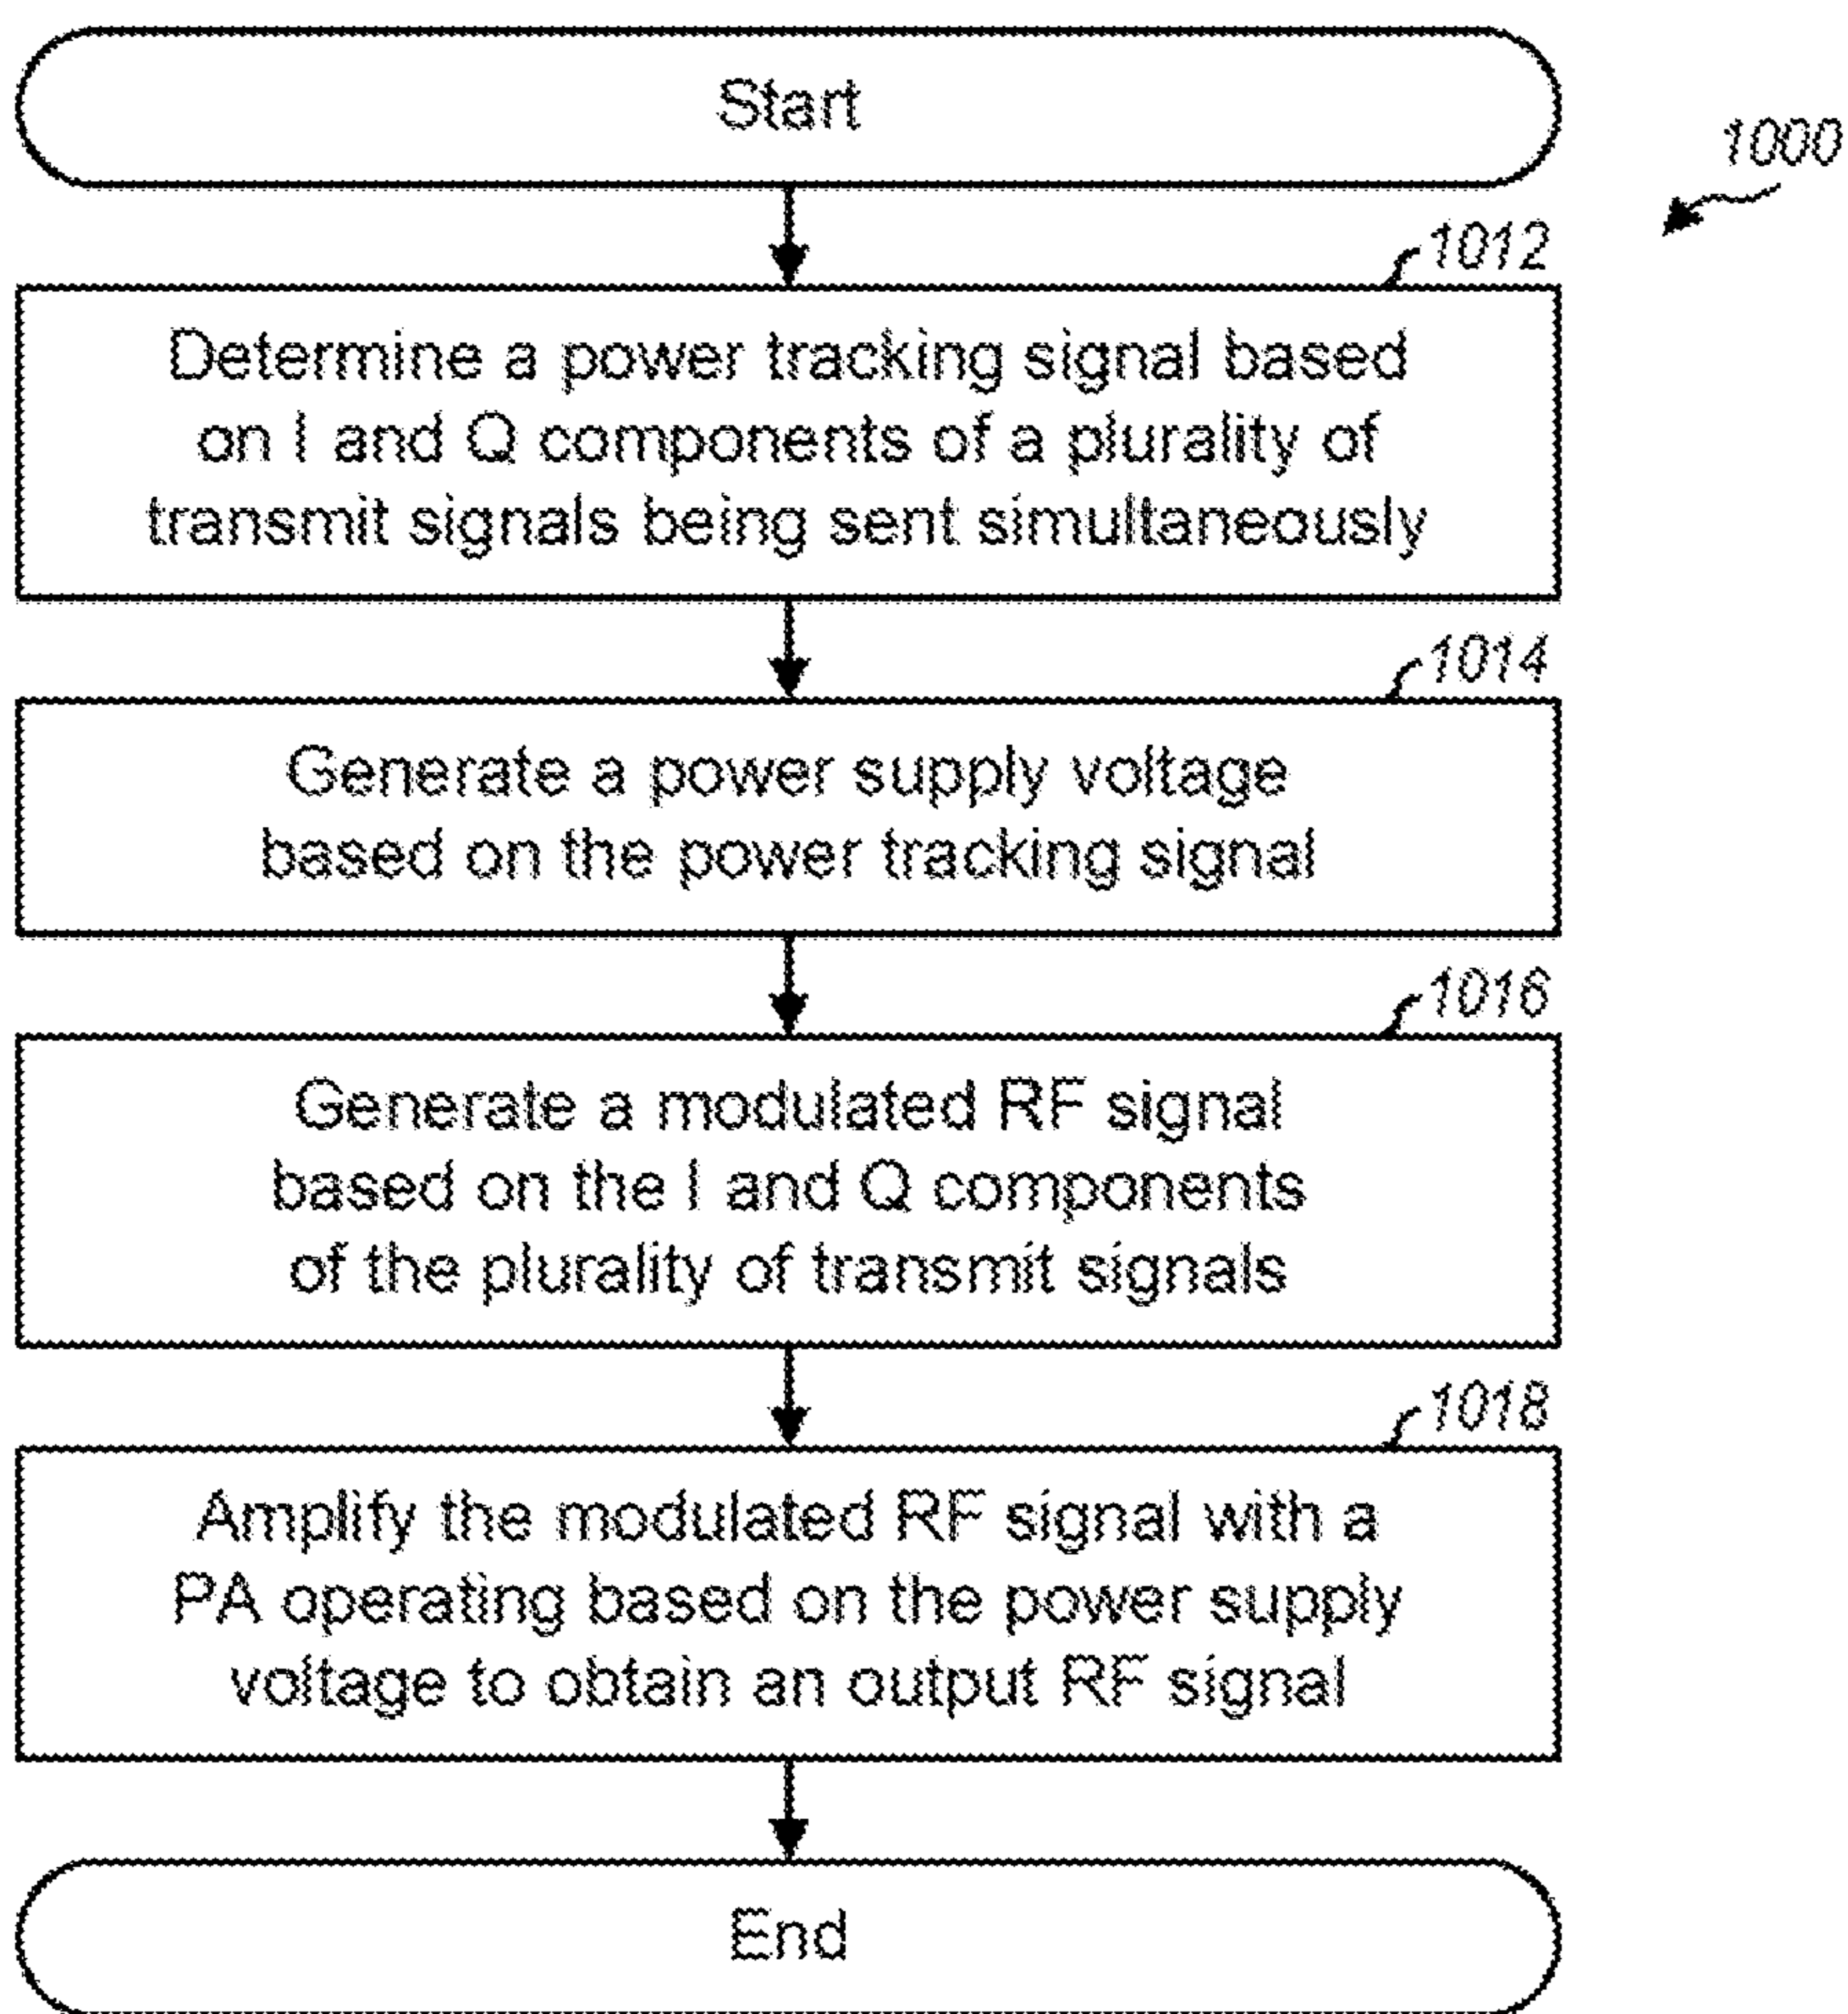 Start
1000
1012
Determine a power tracking signal based
on I and Q components of a plurality of
transmit signals being sent simultaneously
1014
Generate a power supply voltage
based on the power tracking signal
1016
Generate a modulated RF signal
based on the I and Q components
of the plurality of transmit signals
1018
Amplify the modulated RF signal with a
PA operating based on the power supply
voltage to obtain an output RF signal
End